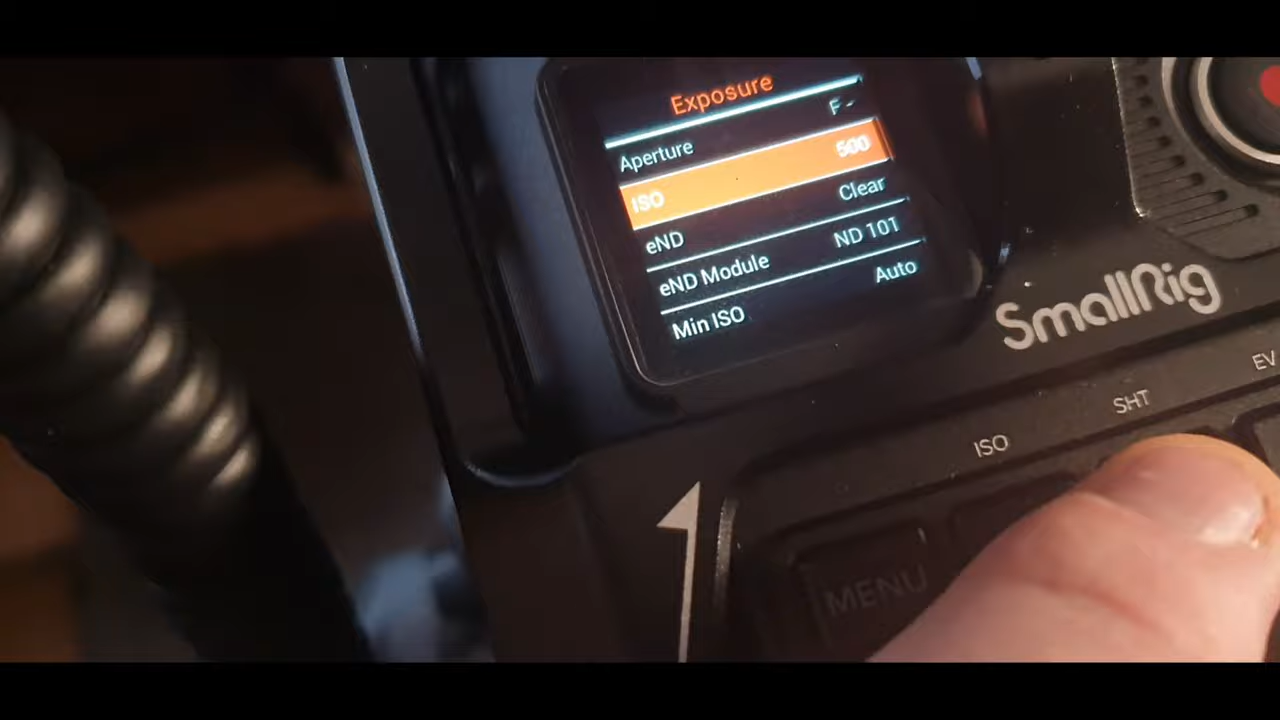 Exposure
Aperture F -
ISO 500
eND Clear
eND Module ND 101
Min ISO Auto
SmallRig
ISO SHT EV
MENU